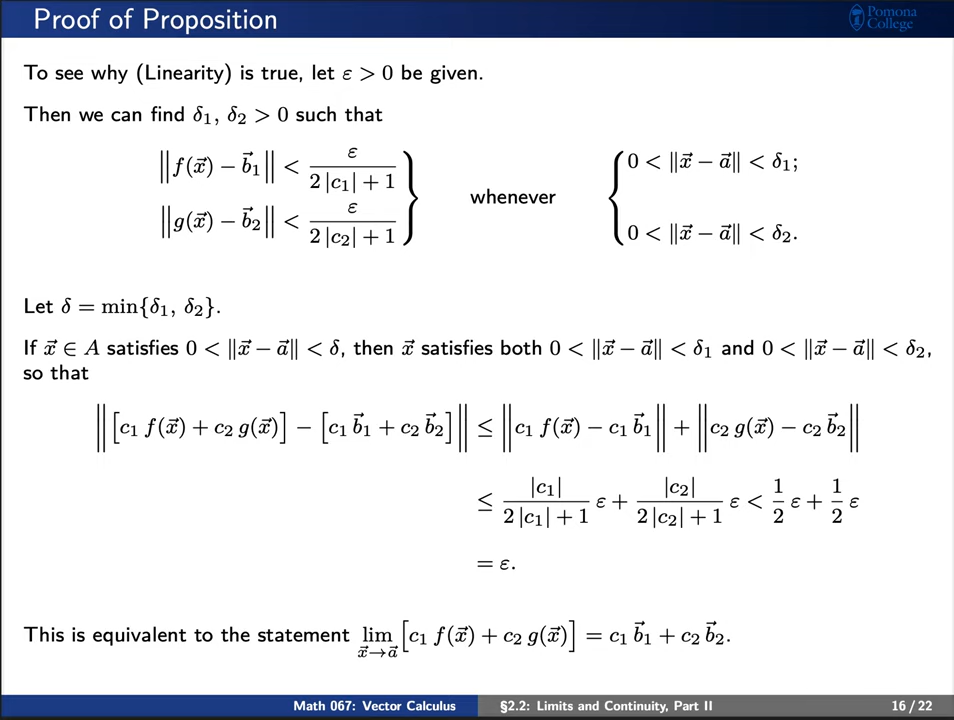 Proof of Proposition
Pomona
College
To see why (Linearity) is true, let ε > 0 be given.
Then we can find δ₁, δ₂ > 0 such that
‖f(x⃗) − b⃗₁‖ < ε / (2|c₁| + 1)
‖g(x⃗) − b⃗₂‖ < ε / (2|c₂| + 1)
} whenever {
0 < ‖x⃗ − a⃗‖ < δ₁;
0 < ‖x⃗ − a⃗‖ < δ₂.
Let δ = min{δ₁, δ₂}.
If x⃗ ∈ A satisfies 0 < ‖x⃗ − a⃗‖ < δ, then x⃗ satisfies both 0 < ‖x⃗ − a⃗‖ < δ₁ and 0 < ‖x⃗ − a⃗‖ < δ₂,
so that
‖[c₁ f(x⃗) + c₂ g(x⃗)] − [c₁ b⃗₁ + c₂ b⃗₂]‖ ≤ ‖c₁ f(x⃗) − c₁ b⃗₁‖ + ‖c₂ g(x⃗) − c₂ b⃗₂‖
≤ |c₁| / (2|c₁| + 1) ε + |c₂| / (2|c₂| + 1) ε < 1/2 ε + 1/2 ε
= ε.
This is equivalent to the statement lim x⃗→a⃗ [c₁ f(x⃗) + c₂ g(x⃗)] = c₁ b⃗₁ + c₂ b⃗₂.
Math 067: Vector Calculus
§2.2: Limits and Continuity, Part II
16 / 22